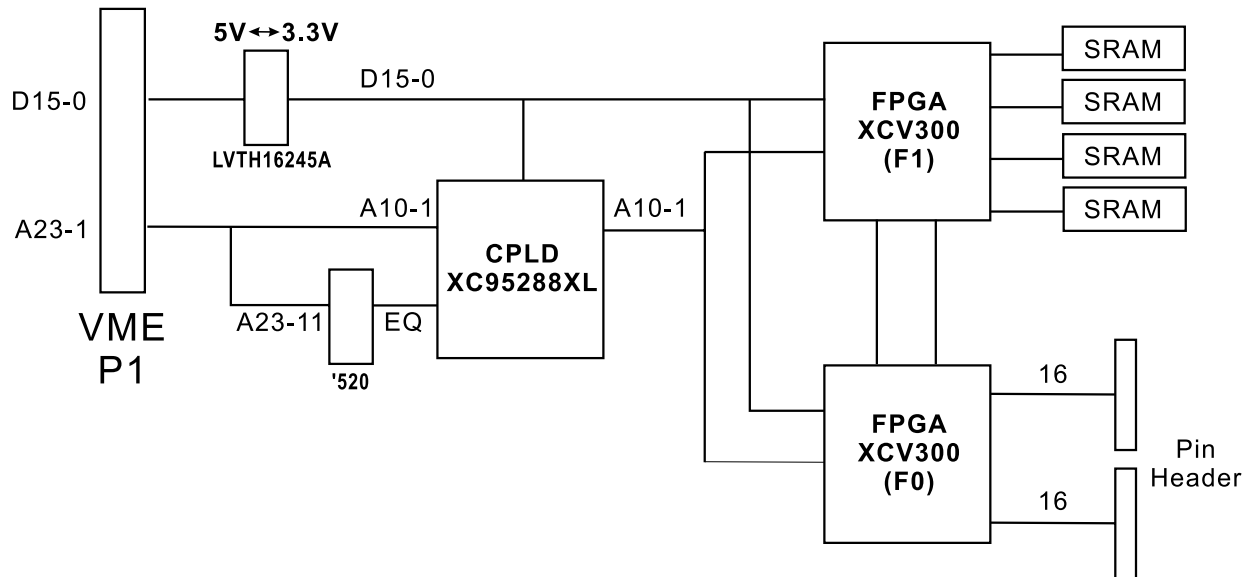 5V↔3.3V
D15-0
D15-0
LVTH16245A
A23-1
A10-1
A10-1
CPLD
XC95288XL
A23-11
EQ
'520
VME
P1
FPGA
XCV300
(F1)
SRAM
SRAM
SRAM
SRAM
FPGA
XCV300
(F0)
16
16
Pin
Header